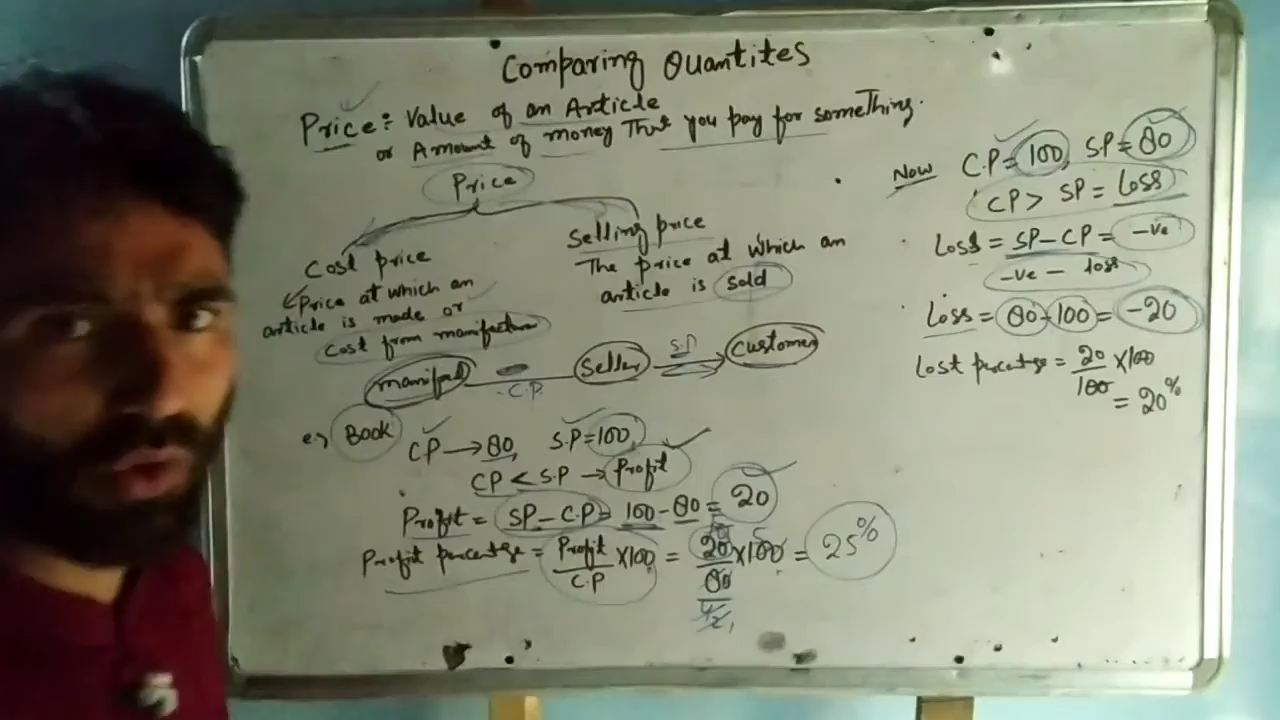 Comparing Quantites
Price: Value of an Article
or Amount of money That you pay for something.
Price
Cost price
Price at which an
article is made or
Cost from manufacture
Selling price
The price at which an
article is sold
Seller S.P Customer
C.P.
e.) Book
CP → 80, S.P=100,
CP < S.P → Profit
Profit = SP - C.P = 100 - 80 = 20
Profit percentage = Profit/C.P ×100 = 20/80 ×100 = 25%
Now C.P = 100, SP = 80
CP > SP = Loss
Loss = SP - CP = -ve
-ve - loss
Loss = 80-100 = -20
Lost percentage = 20/100 ×100
= 20%